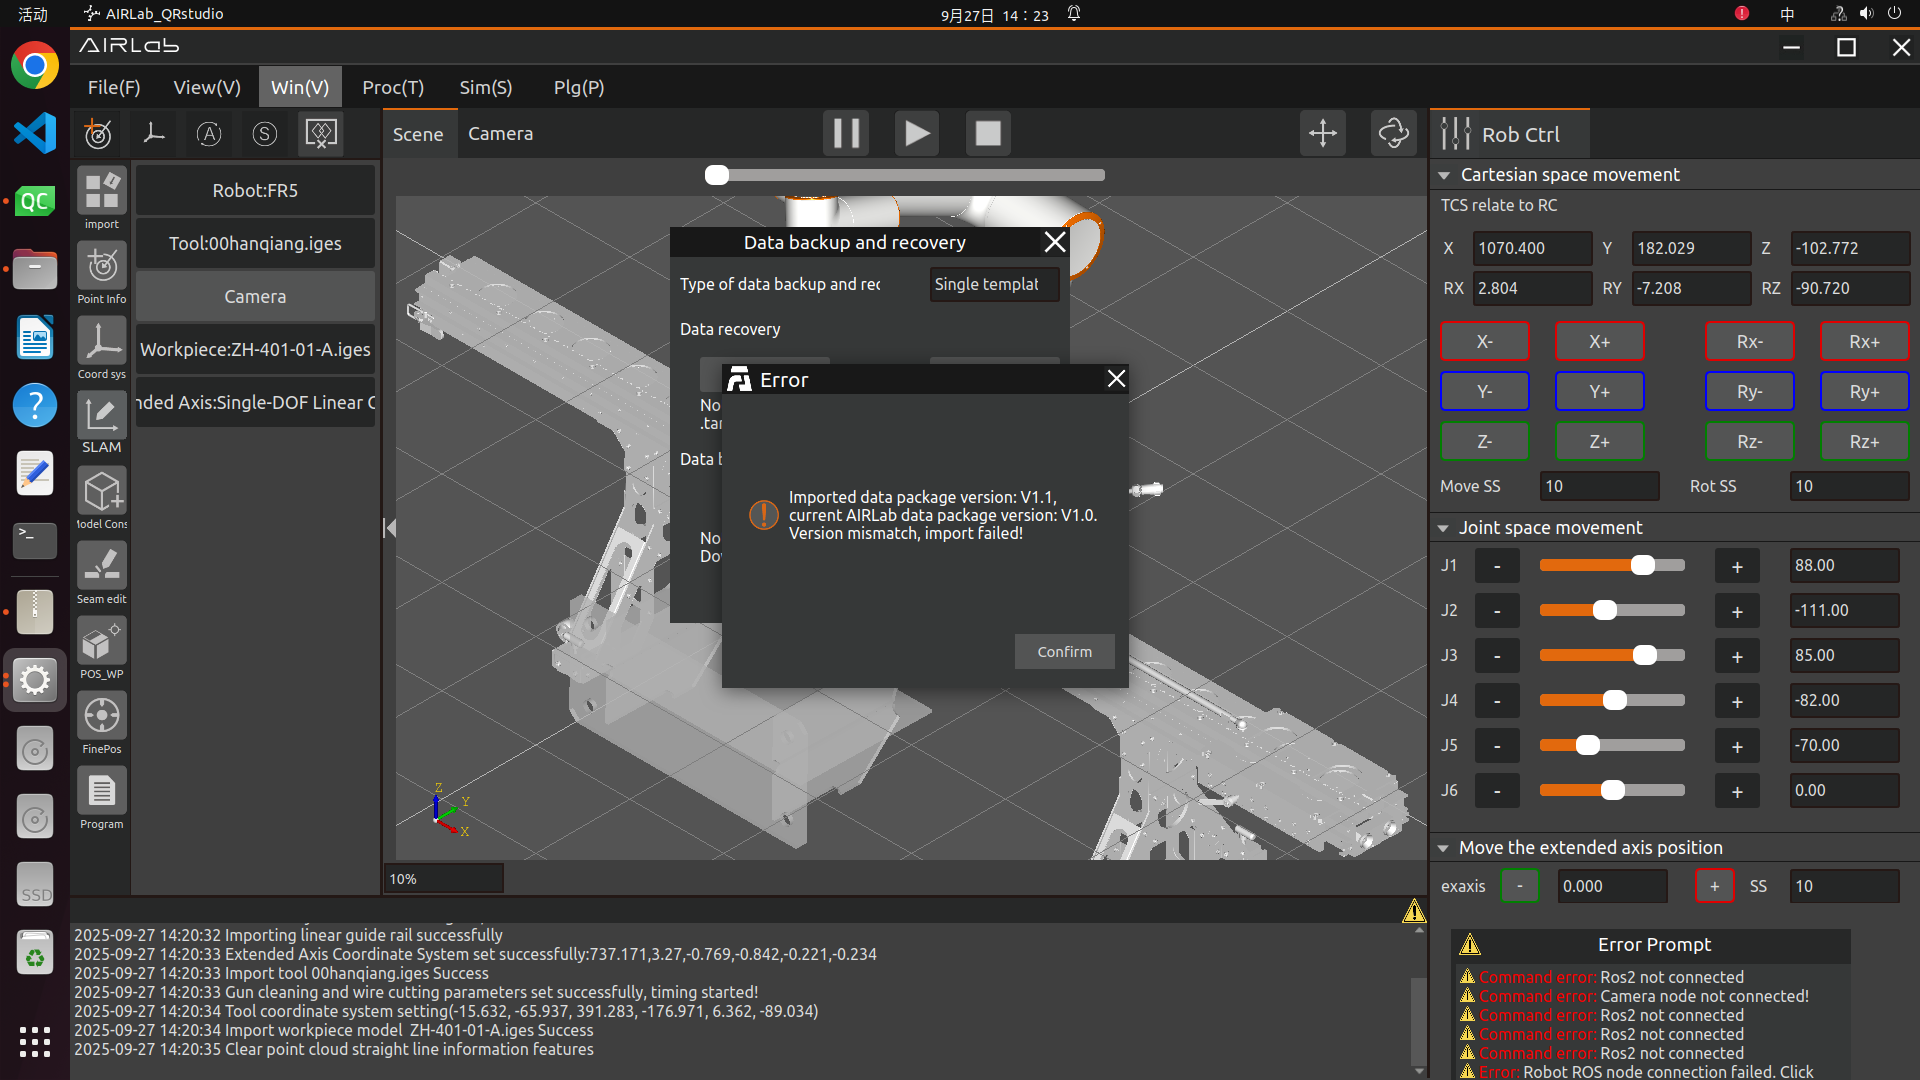 活动
AIRLab_QRstudio
9月27日 14：23
中
AIRLab
File(F)
View(V)
Win(V)
Proc(T)
Sim(S)
Plg(P)
A
S
Scene
Camera
Rob Ctrl
import
Point Info
Coord sys
SLAM
Seam edit
POS_WP
FinePos
Program
Robot:FR5
Tool:00hanqiang.iges
Camera
Workpiece:ZH-401-01-A.iges
Axis:Single-DOF Linear
Data backup and recovery
Type of data backup and
Single
Data recovery
No
Data
No
Error
Imported data package version: V1.1,
current AIRLab data package version: V1.0.
Version mismatch, import failed!
Confirm
Z
Y
X
10%
Cartesian space movement
TCS relate to RC
X 1070.400 Y 182.029 Z -102.772
RX 2.804 RY -7.208 RZ -90.720
X- X+ Rx- Rx+
Y- Y+ Ry- Ry+
Z- Z+ Rz- Rz+
Move SS 10 Rot SS 10
Joint space movement
J1 - + 88.00
J2 - + -111.00
J3 - + 85.00
J4 - + -82.00
J5 - + -70.00
J6 - + 0.00
Move the extended axis position
exaxis - 0.000 + SS 10
Error Prompt
Command error: Ros2 not connected
Command error: Camera node not connected!
Command error: Ros2 not connected
Command error: Ros2 not connected
Command error: Ros2 not connected
Error: Robot ROS node connection failed. Click
2025-09-27 14:20:32 Importing linear guide rail successfully
2025-09-27 14:20:33 Extended Axis Coordinate System set successfully:737.171,3.27,-0.769,-0.842,-0.221,-0.234
2025-09-27 14:20:33 Import tool 00hanqiang.iges Success
2025-09-27 14:20:33 Gun cleaning and wire cutting parameters set successfully, timing started!
2025-09-27 14:20:34 Tool coordinate system setting(-15.632, -65.937, 391.283, -176.971, 6.362, -89.034)
2025-09-27 14:20:34 Import workpiece model ZH-401-01-A.iges Success
2025-09-27 14:20:35 Clear point cloud straight line information features
QC
?
>_
SSD